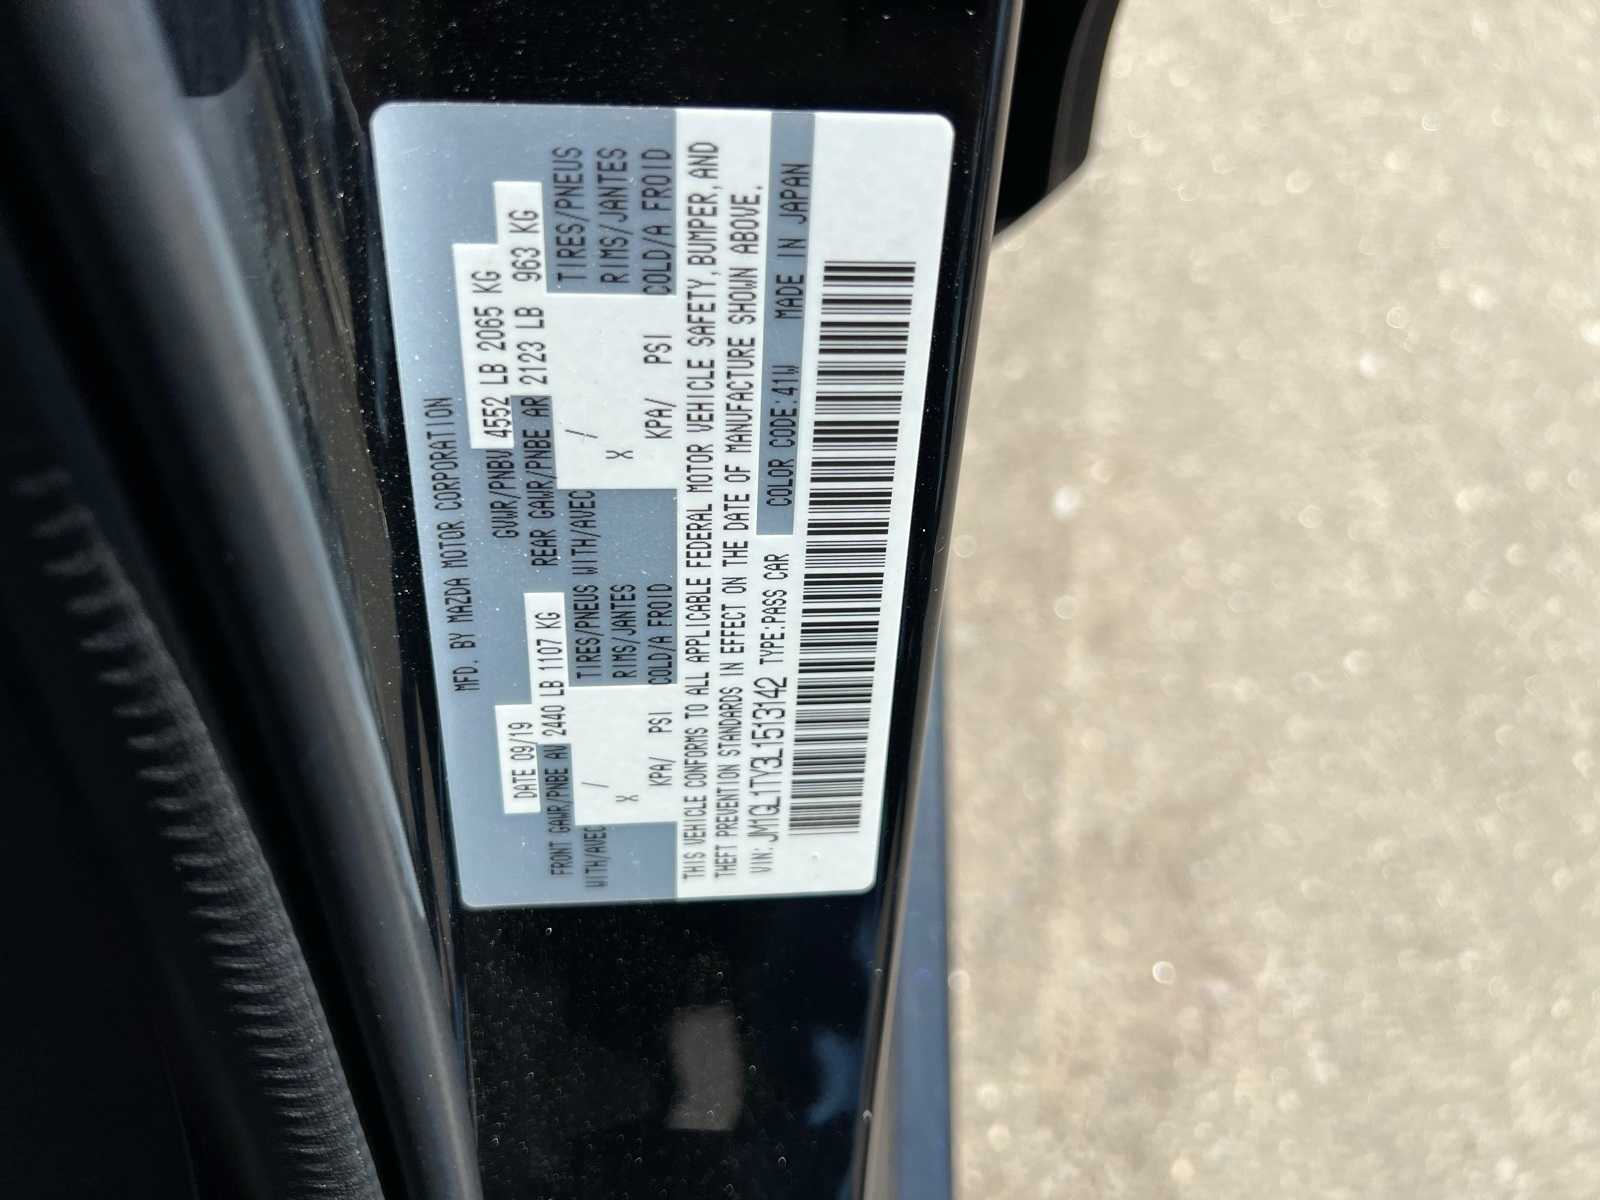 MFD. BY MAZDA MOTOR CORPORATION
DATE 09/19 GVWR/PNBV 4552 LB 2065 KG
FRONT GAWR/PNBE AV 2440 LB 1107 KG REAR GAWR/PNBE AR 2123 LB 963 KG
WITH/AVEC / TIRES/PNEUS WITH/AVEC / TIRES/PNEUS
X RIMS/JANTES X RIMS/JANTES
KPA/ PSI COLD/A FROID KPA/ PSI COLD/A FROID
THIS VEHICLE CONFORMS TO ALL APPLICABLE FEDERAL MOTOR VEHICLE SAFETY, BUMPER, AND
THEFT PREVENTION STANDARDS IN EFFECT ON THE DATE OF MANUFACTURE SHOWN ABOVE.
VIN: JM1GL1TY3L1513142 TYPE:PASS CAR COLOR CODE:41W MADE IN JAPAN